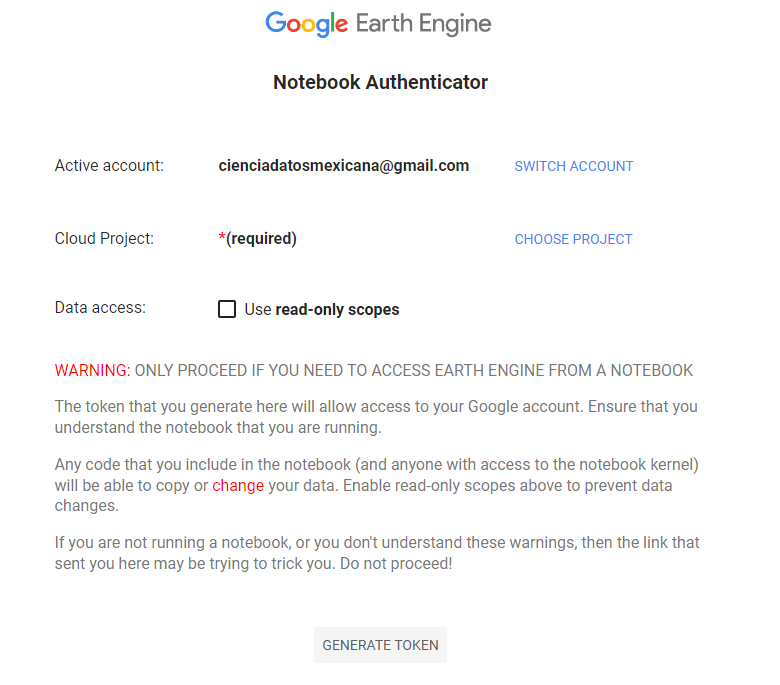 Google Earth Engine
Notebook Authenticator
Active account: cienciadatosmexicana@gmail.com SWITCH ACCOUNT
Cloud Project: *(required) CHOOSE PROJECT
Data access: Use read-only scopes
WARNING: ONLY PROCEED IF YOU NEED TO ACCESS EARTH ENGINE FROM A NOTEBOOK
The token that you generate here will allow access to your Google account. Ensure that you
understand the notebook that you are running.
Any code that you include in the notebook (and anyone with access to the notebook kernel)
will be able to copy or change your data. Enable read-only scopes above to prevent data
changes.
If you are not running a notebook, or you don't understand these warnings, then the link that
sent you here may be trying to trick you. Do not proceed!
GENERATE TOKEN